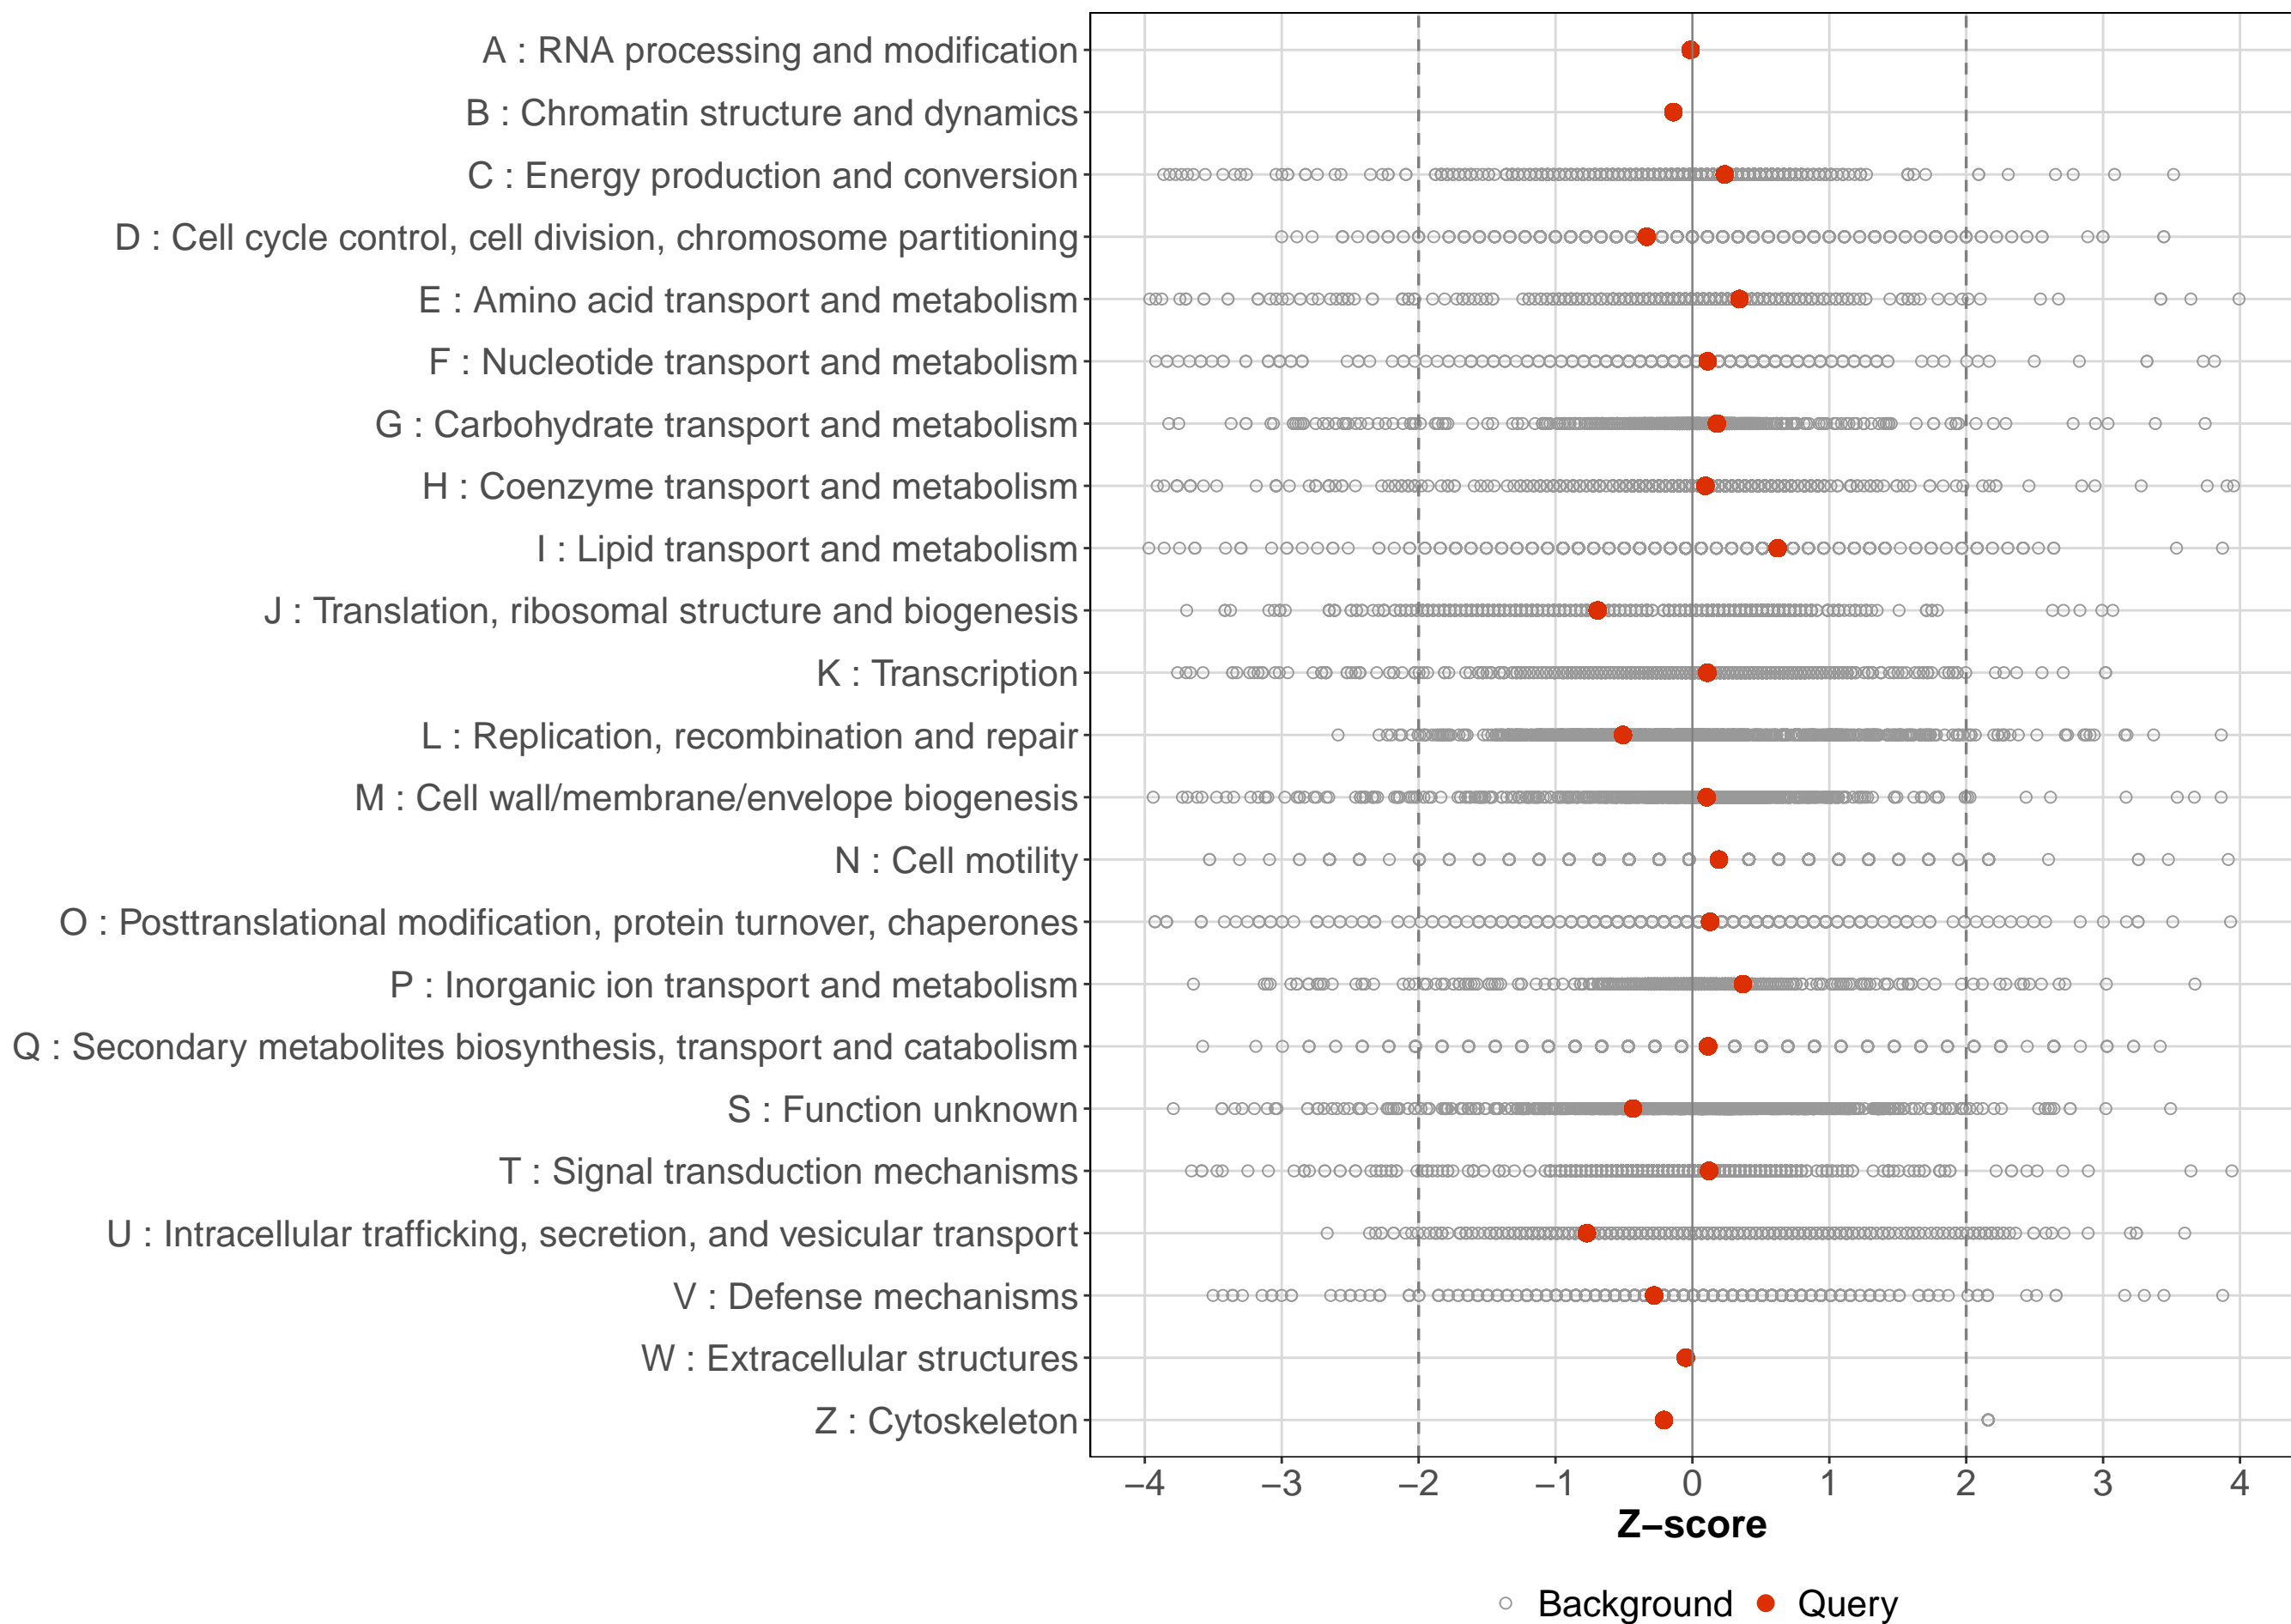 A : RNA processing and modification
B : Chromatin structure and dynamics
C : Energy production and conversion
D : Cell cycle control, cell division, chromosome partitioning
E : Amino acid transport and metabolism
F : Nucleotide transport and metabolism
G : Carbohydrate transport and metabolism
H : Coenzyme transport and metabolism
I : Lipid transport and metabolism
J : Translation, ribosomal structure and biogenesis
K : Transcription
L : Replication, recombination and repair
M : Cell wall/membrane/envelope biogenesis
N : Cell motility
O : Posttranslational modification, protein turnover, chaperones
P : Inorganic ion transport and metabolism
Q : Secondary metabolites biosynthesis, transport and catabolism
S : Function unknown
T : Signal transduction mechanisms
U : Intracellular trafficking, secretion, and vesicular transport
V : Defense mechanisms
W : Extracellular structures
Z : Cytoskeleton
−4 −3 −2 −1 0 1 2 3 4
Z−score
Background Query